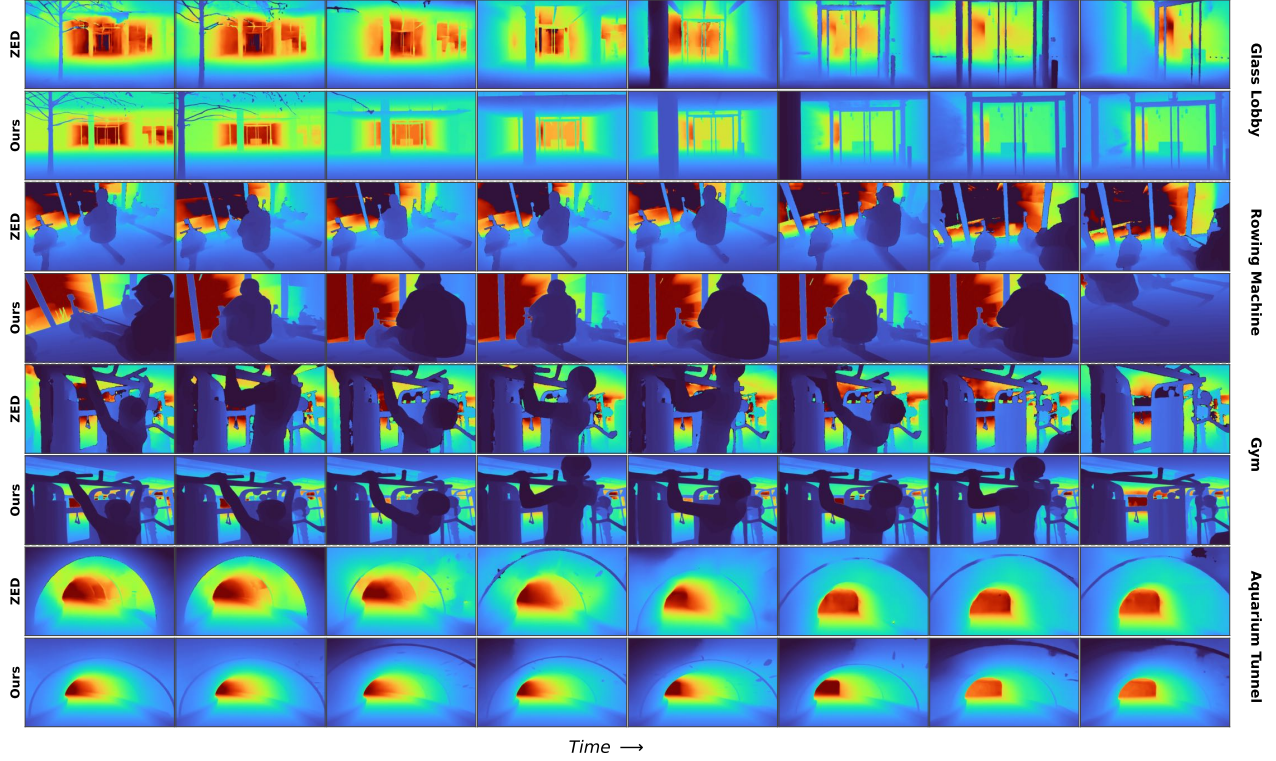 ZED
Ours
Glass Lobby
ZED
Ours
Rowing Machine
ZED
Ours
Gym
ZED
Ours
Aquarium Tunnel
Time ⟶